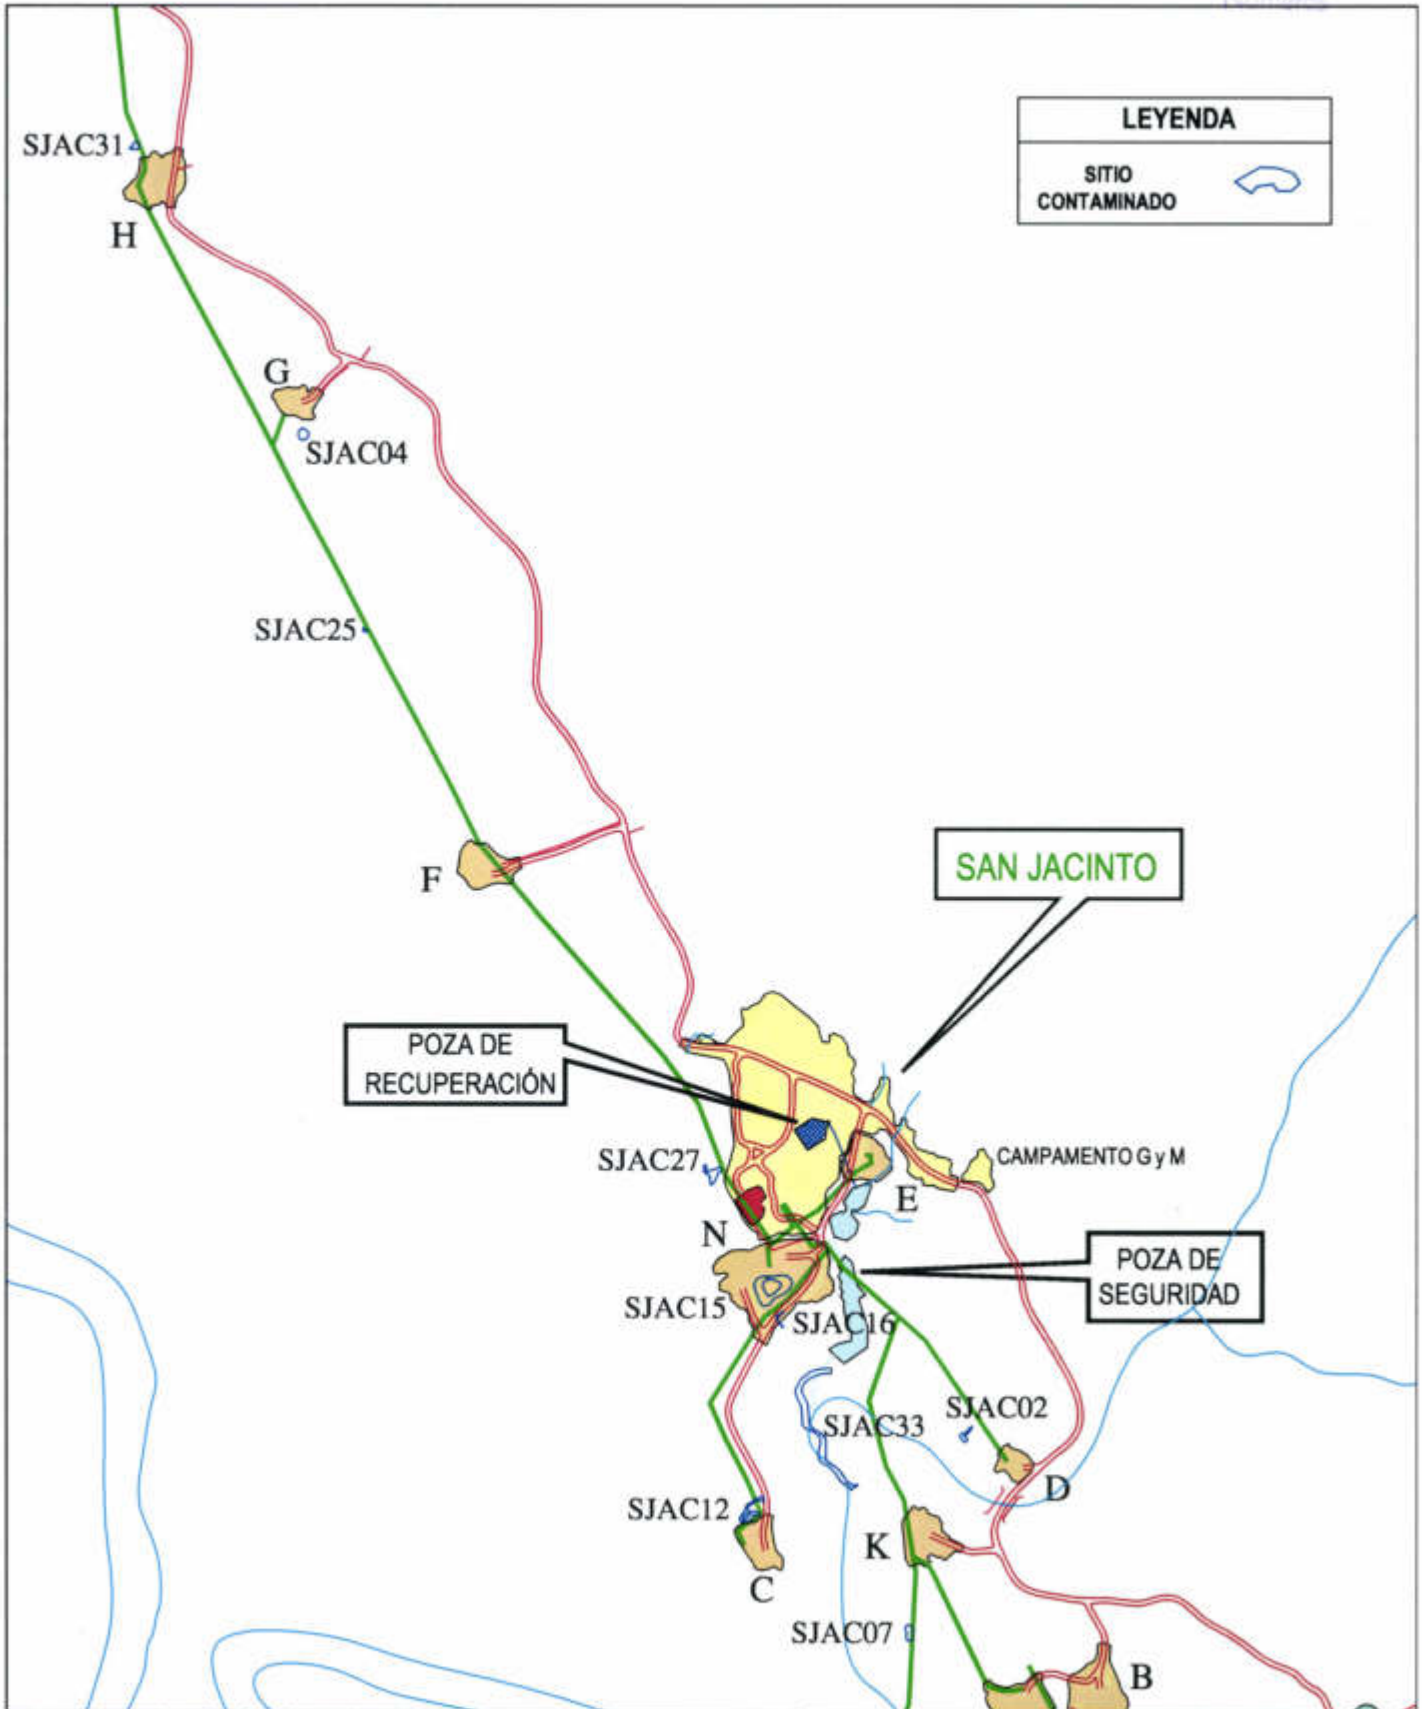 LEYENDA
SITIO
CONTAMINADO
SJAC31
H
G
SJAC04
SJAC25
F
SAN JACINTO
POZA DE
RECUPERACIÓN
SJAC27
CAMPAMENTO G y M
E
N
POZA DE
SEGURIDAD
SJAC15
SJAC16
SJAC02
SJAC33
D
SJAC12
K
C
SJAC07
B